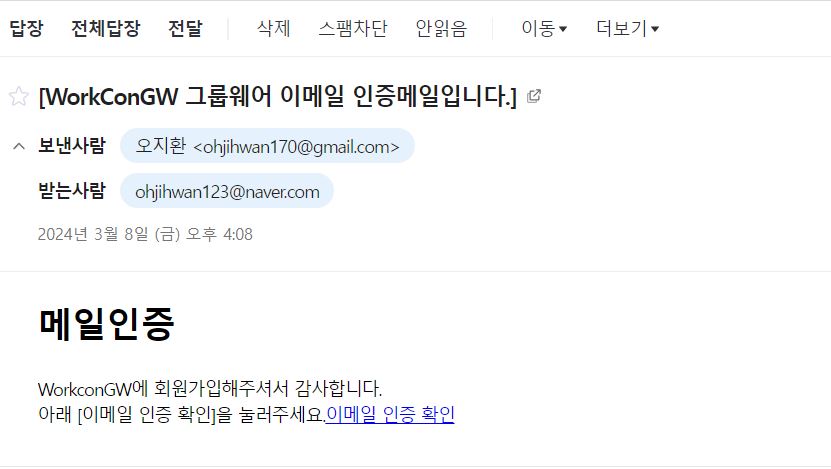 답장 전체답장 전달 삭제 스팸차단 안읽음 이동 더보기
[WorkConGW 그룹웨어 이메일 인증메일입니다.]
보낸사람 오지환 <ohjihwan170@gmail.com>
받는사람 ohjihwan123@naver.com
2024년 3월 8일 (금) 오후 4:08
메일인증
WorkconGW에 회원가입해주셔서 감사합니다.
아래 [이메일 인증 확인]을 눌러주세요.이메일 인증 확인